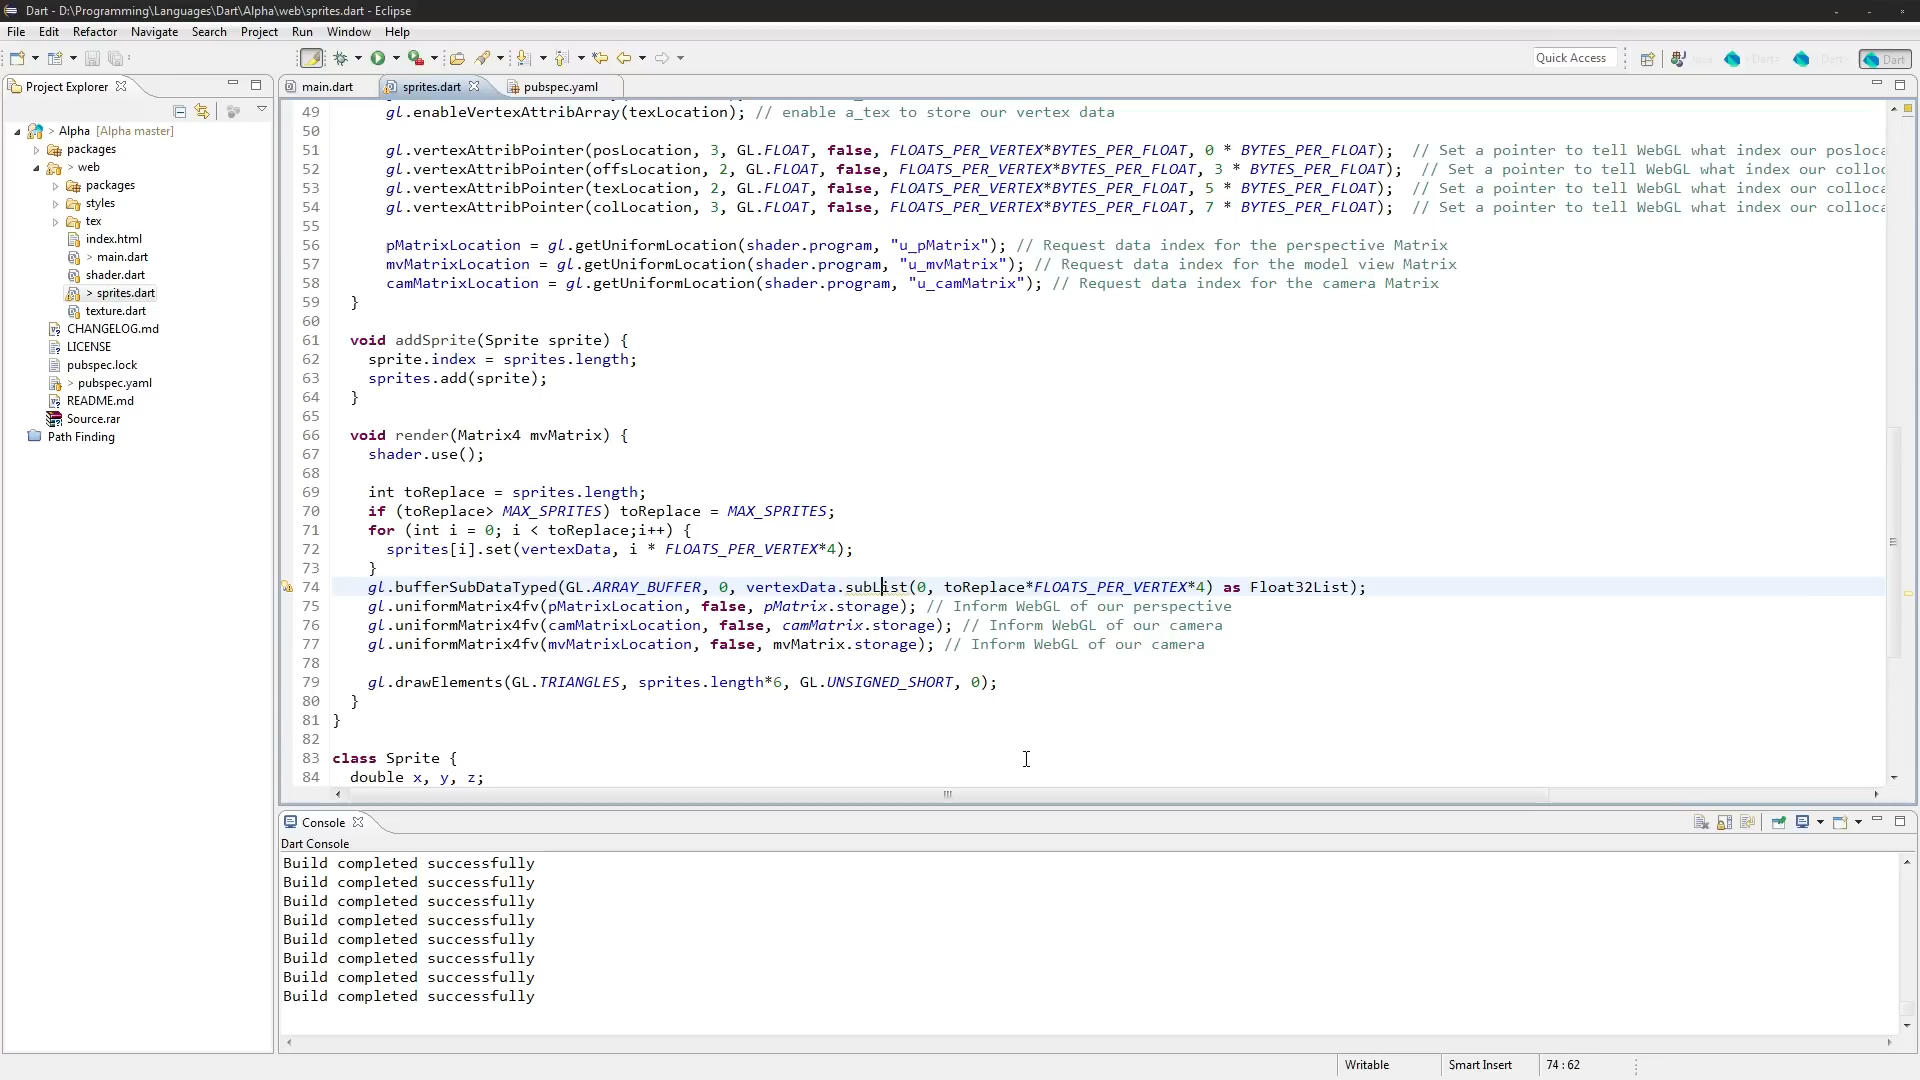 Dart - D:\Programming\Languages\Dart\Alpha\web\sprites.dart - Eclipse
File Edit Refactor Navigate Search Project Run Window Help
Quick Access
Dart
Project Explorer
main.dart
sprites.dart
pubspec.yaml
> Alpha [Alpha master]
packages
> web
packages
styles
tex
index.html
> main.dart
shader.dart
> sprites.dart
texture.dart
CHANGELOG.md
LICENSE
pubspec.lock
> pubspec.yaml
README.md
Source.rar
Path Finding
49 gl.enableVertexAttribArray(texLocation); // enable a_tex to store our vertex data
50
51 gl.vertexAttribPointer(posLocation, 3, GL.FLOAT, false, FLOATS_PER_VERTEX*BYTES_PER_FLOAT, 0 * BYTES_PER_FLOAT); // Set a pointer to tell WebGL what index our posloca
52 gl.vertexAttribPointer(offsLocation, 2, GL.FLOAT, false, FLOATS_PER_VERTEX*BYTES_PER_FLOAT, 3 * BYTES_PER_FLOAT); // Set a pointer to tell WebGL what index our colloc
53 gl.vertexAttribPointer(texLocation, 2, GL.FLOAT, false, FLOATS_PER_VERTEX*BYTES_PER_FLOAT, 5 * BYTES_PER_FLOAT); // Set a pointer to tell WebGL what index our colloca
54 gl.vertexAttribPointer(colLocation, 3, GL.FLOAT, false, FLOATS_PER_VERTEX*BYTES_PER_FLOAT, 7 * BYTES_PER_FLOAT); // Set a pointer to tell WebGL what index our colloca
55
56 pMatrixLocation = gl.getUniformLocation(shader.program, "u_pMatrix"); // Request data index for the perspective Matrix
57 mvMatrixLocation = gl.getUniformLocation(shader.program, "u_mvMatrix"); // Request data index for the model view Matrix
58 camMatrixLocation = gl.getUniformLocation(shader.program, "u_camMatrix"); // Request data index for the camera Matrix
59 }
60
61 void addSprite(Sprite sprite) {
62 sprite.index = sprites.length;
63 sprites.add(sprite);
64 }
65
66 void render(Matrix4 mvMatrix) {
67 shader.use();
68
69 int toReplace = sprites.length;
70 if (toReplace> MAX_SPRITES) toReplace = MAX_SPRITES;
71 for (int i = 0; i < toReplace;i++) {
72 sprites[i].set(vertexData, i * FLOATS_PER_VERTEX*4);
73 }
74 gl.bufferSubDataTyped(GL.ARRAY_BUFFER, 0, vertexData.subList(0, toReplace*FLOATS_PER_VERTEX*4) as Float32List);
75 gl.uniformMatrix4fv(pMatrixLocation, false, pMatrix.storage); // Inform WebGL of our perspective
76 gl.uniformMatrix4fv(camMatrixLocation, false, camMatrix.storage); // Inform WebGL of our camera
77 gl.uniformMatrix4fv(mvMatrixLocation, false, mvMatrix.storage); // Inform WebGL of our camera
78
79 gl.drawElements(GL.TRIANGLES, sprites.length*6, GL.UNSIGNED_SHORT, 0);
80 }
81 }
82
83 class Sprite {
84 double x, y, z;
Console
Dart Console
Build completed successfully
Build completed successfully
Build completed successfully
Build completed successfully
Build completed successfully
Build completed successfully
Build completed successfully
Build completed successfully
Writable Smart Insert 74 : 62